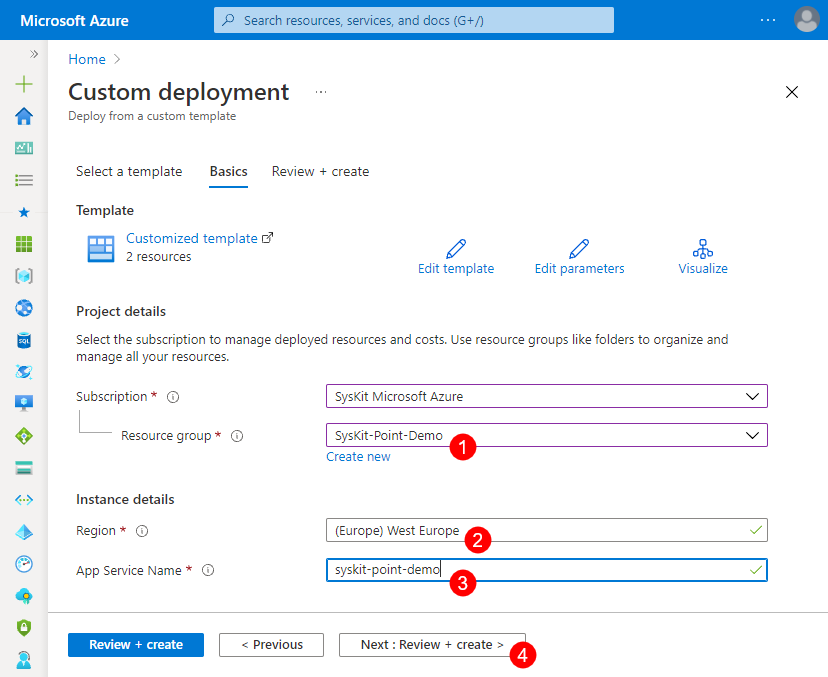 Microsoft Azure
Search resources, services, and docs (G+/)
Home
Custom deployment
Deploy from a custom template
Select a template
Basics
Review + create
Template
Customized template
2 resources
Edit template
Edit parameters
Visualize
Project details
Select the subscription to manage deployed resources and costs. Use resource groups like folders to organize and
manage all your resources.
Subscription *
SysKit Microsoft Azure
Resource group *
SysKit-Point-Demo
1
Create new
Instance details
Region *
(Europe) West Europe
2
App Service Name *
syskit-point-demo
3
Review + create
< Previous
Next : Review + create >
4
SQL